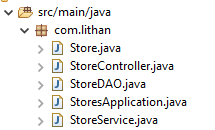 src/main/java
com.lithan
Store.java
StoreController.java
StoreDAO.java
StoresApplication.java
StoreService.java